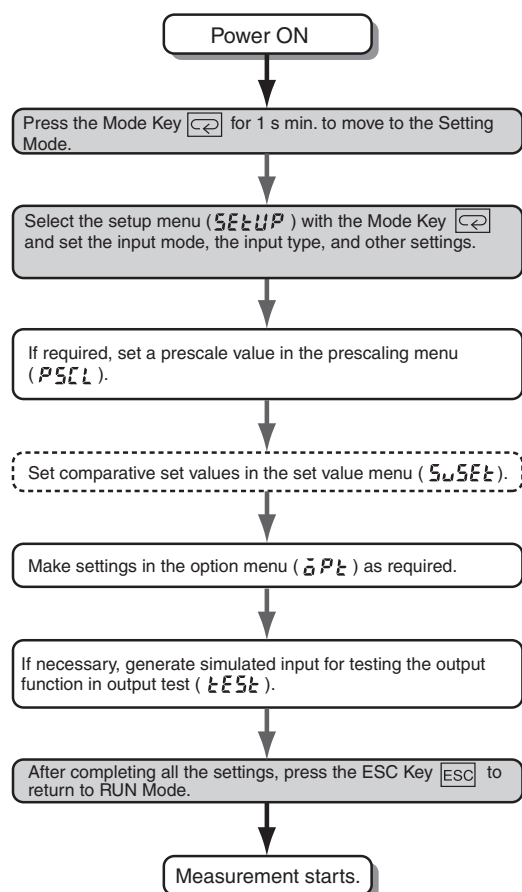 Power ON
Press the Mode Key for 1 s min. to move to the Setting
Mode.
Select the setup menu (SEtUP ) with the Mode Key
and set the input mode, the input type, and other settings.
If required, set a prescale value in the prescaling menu
( PSCL ).
Set comparative set values in the set value menu ( SvSEt ).
Make settings in the option menu ( oPt ) as required.
If necessary, generate simulated input for testing the output
function in output test ( tESt ).
After completing all the settings, press the ESC Key ESC to
return to RUN Mode.
Measurement starts.